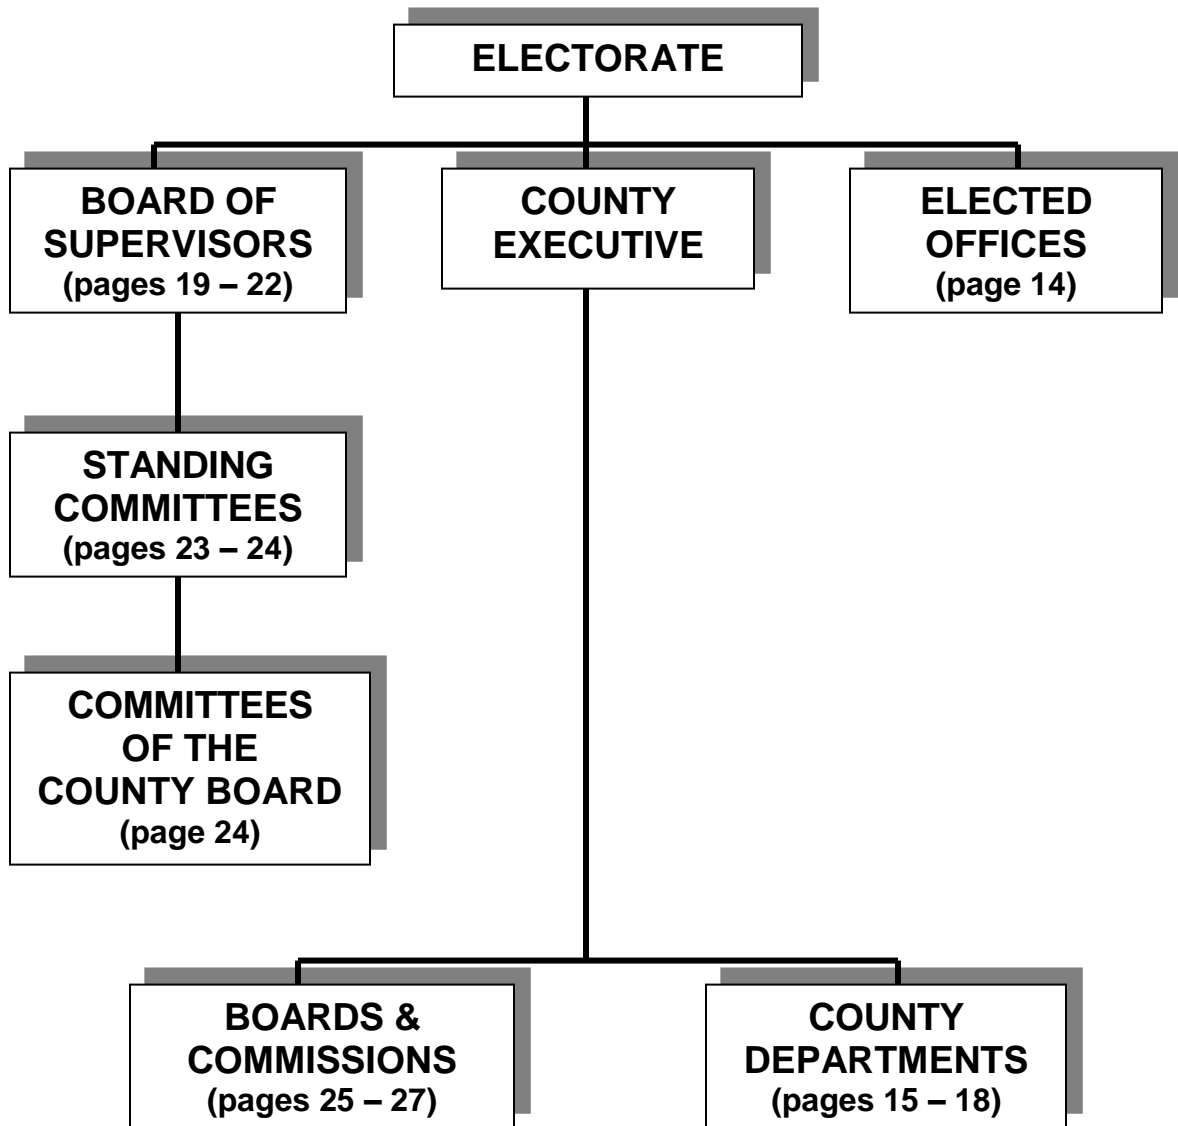 ELECTORATE
BOARD OF
SUPERVISORS
(pages 19 – 22)
COUNTY
EXECUTIVE
ELECTED
OFFICES
(page 14)
STANDING
COMMITTEES
(pages 23 – 24)
COMMITTEES
OF THE
COUNTY BOARD
(page 24)
BOARDS &
COMMISSIONS
(pages 25 – 27)
COUNTY
DEPARTMENTS
(pages 15 – 18)